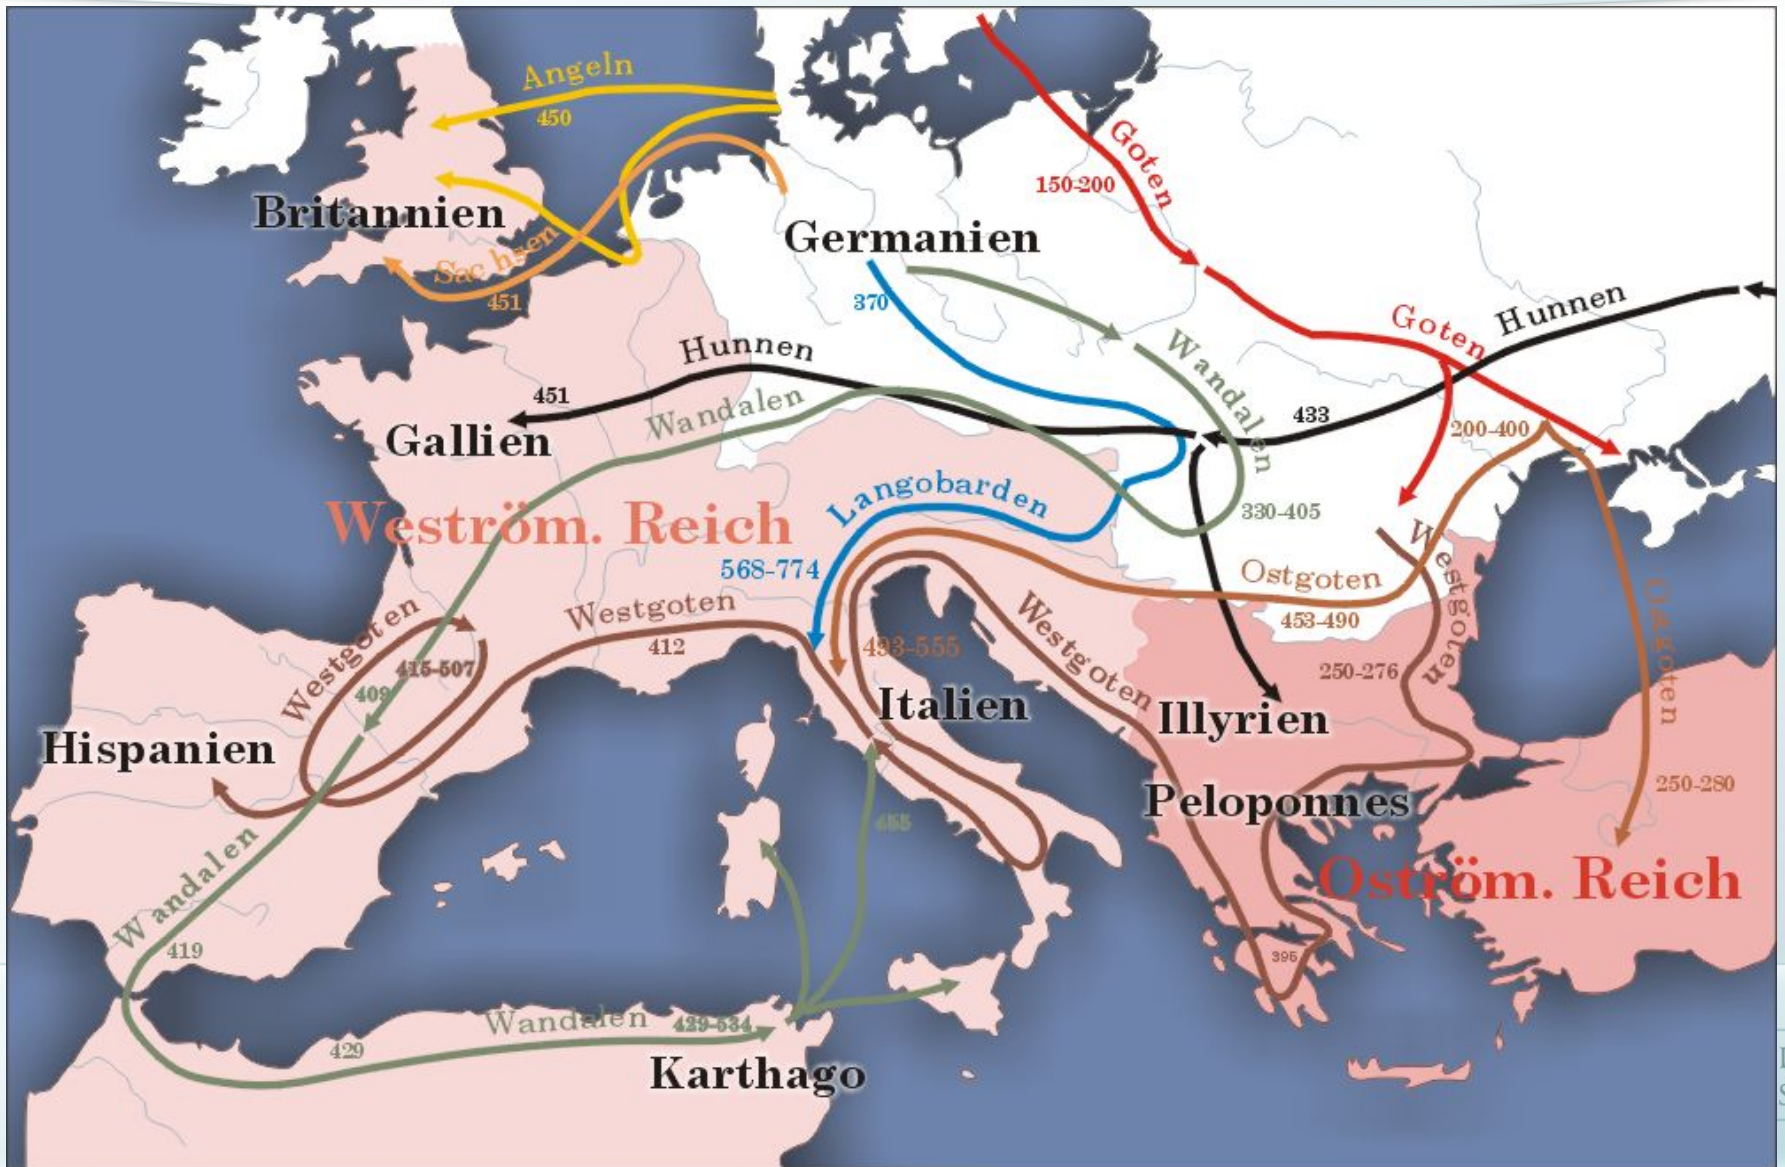 Angeln
450
Goten
150-200
Britannien
Sachsen
451
Germanien
370
Hunnen
Goten
Hunnen
451
Wandalen
Wandalen
433
200-400
Gallien
Langobarden
330-405
Weström. Reich
568-774
Westgoten
Ostgoten
453-490
Ostgoten
Westgoten
412
Westgoten
415-507
409
493-555
Westgoten
250-276
Italien
Illyrien
Hispanien
250-280
Peloponnes
455
Oström. Reich
Wandalen
419
395
Wandalen
429-534
429
Karthago